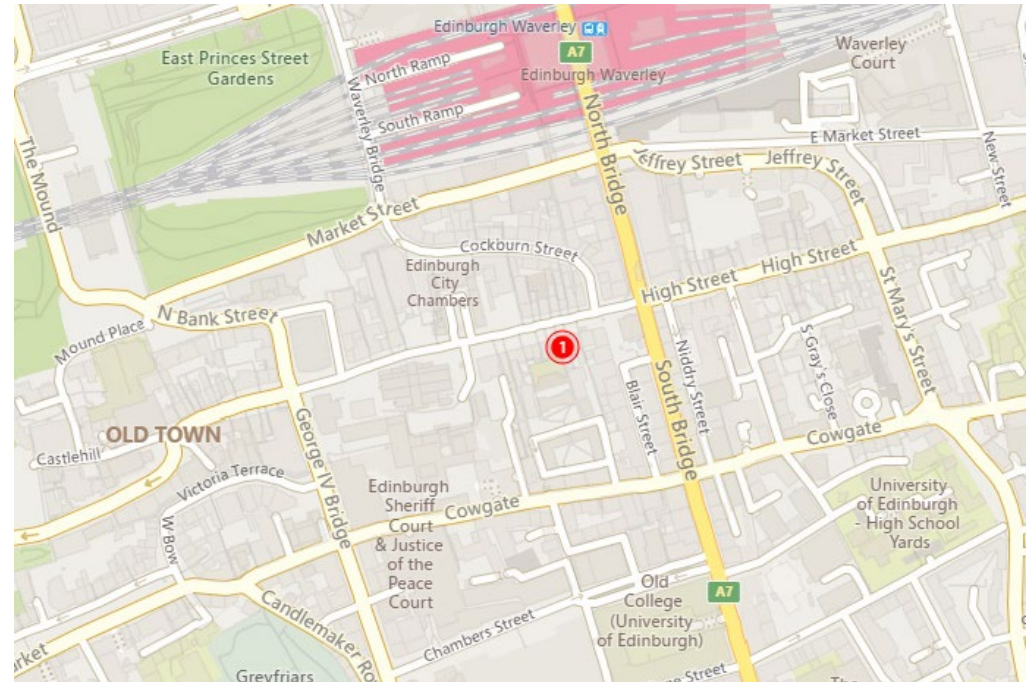 Edinburgh Waverley
A7
East Princes Street
Gardens
North Ramp
Edinburgh Waverley
Waverley
Court
South Ramp
Waverley Bridge
North Bridge
E Market Street
New Street
The Mound
Jeffrey Street
Jeffrey Street
Market Street
Cockburn Street
Edinburgh
City
Chambers
High Street
High Street
St Mary's Street
N Bank Street
Mound Place
1
Niddry Street
S Gray's Close
Blair Street
South Bridge
OLD TOWN
Castlehill
George IV Bridge
Cowgate
Victoria Terrace
W Bow
Edinburgh
Sheriff
Court
& Justice
of the
Peace
Court
Cowgate
University
of Edinburgh
- High School
Yards
Old
College
(University
of Edinburgh)
A7
Candlemaker Ro
Chambers Street
rket
Greyfriars
Street